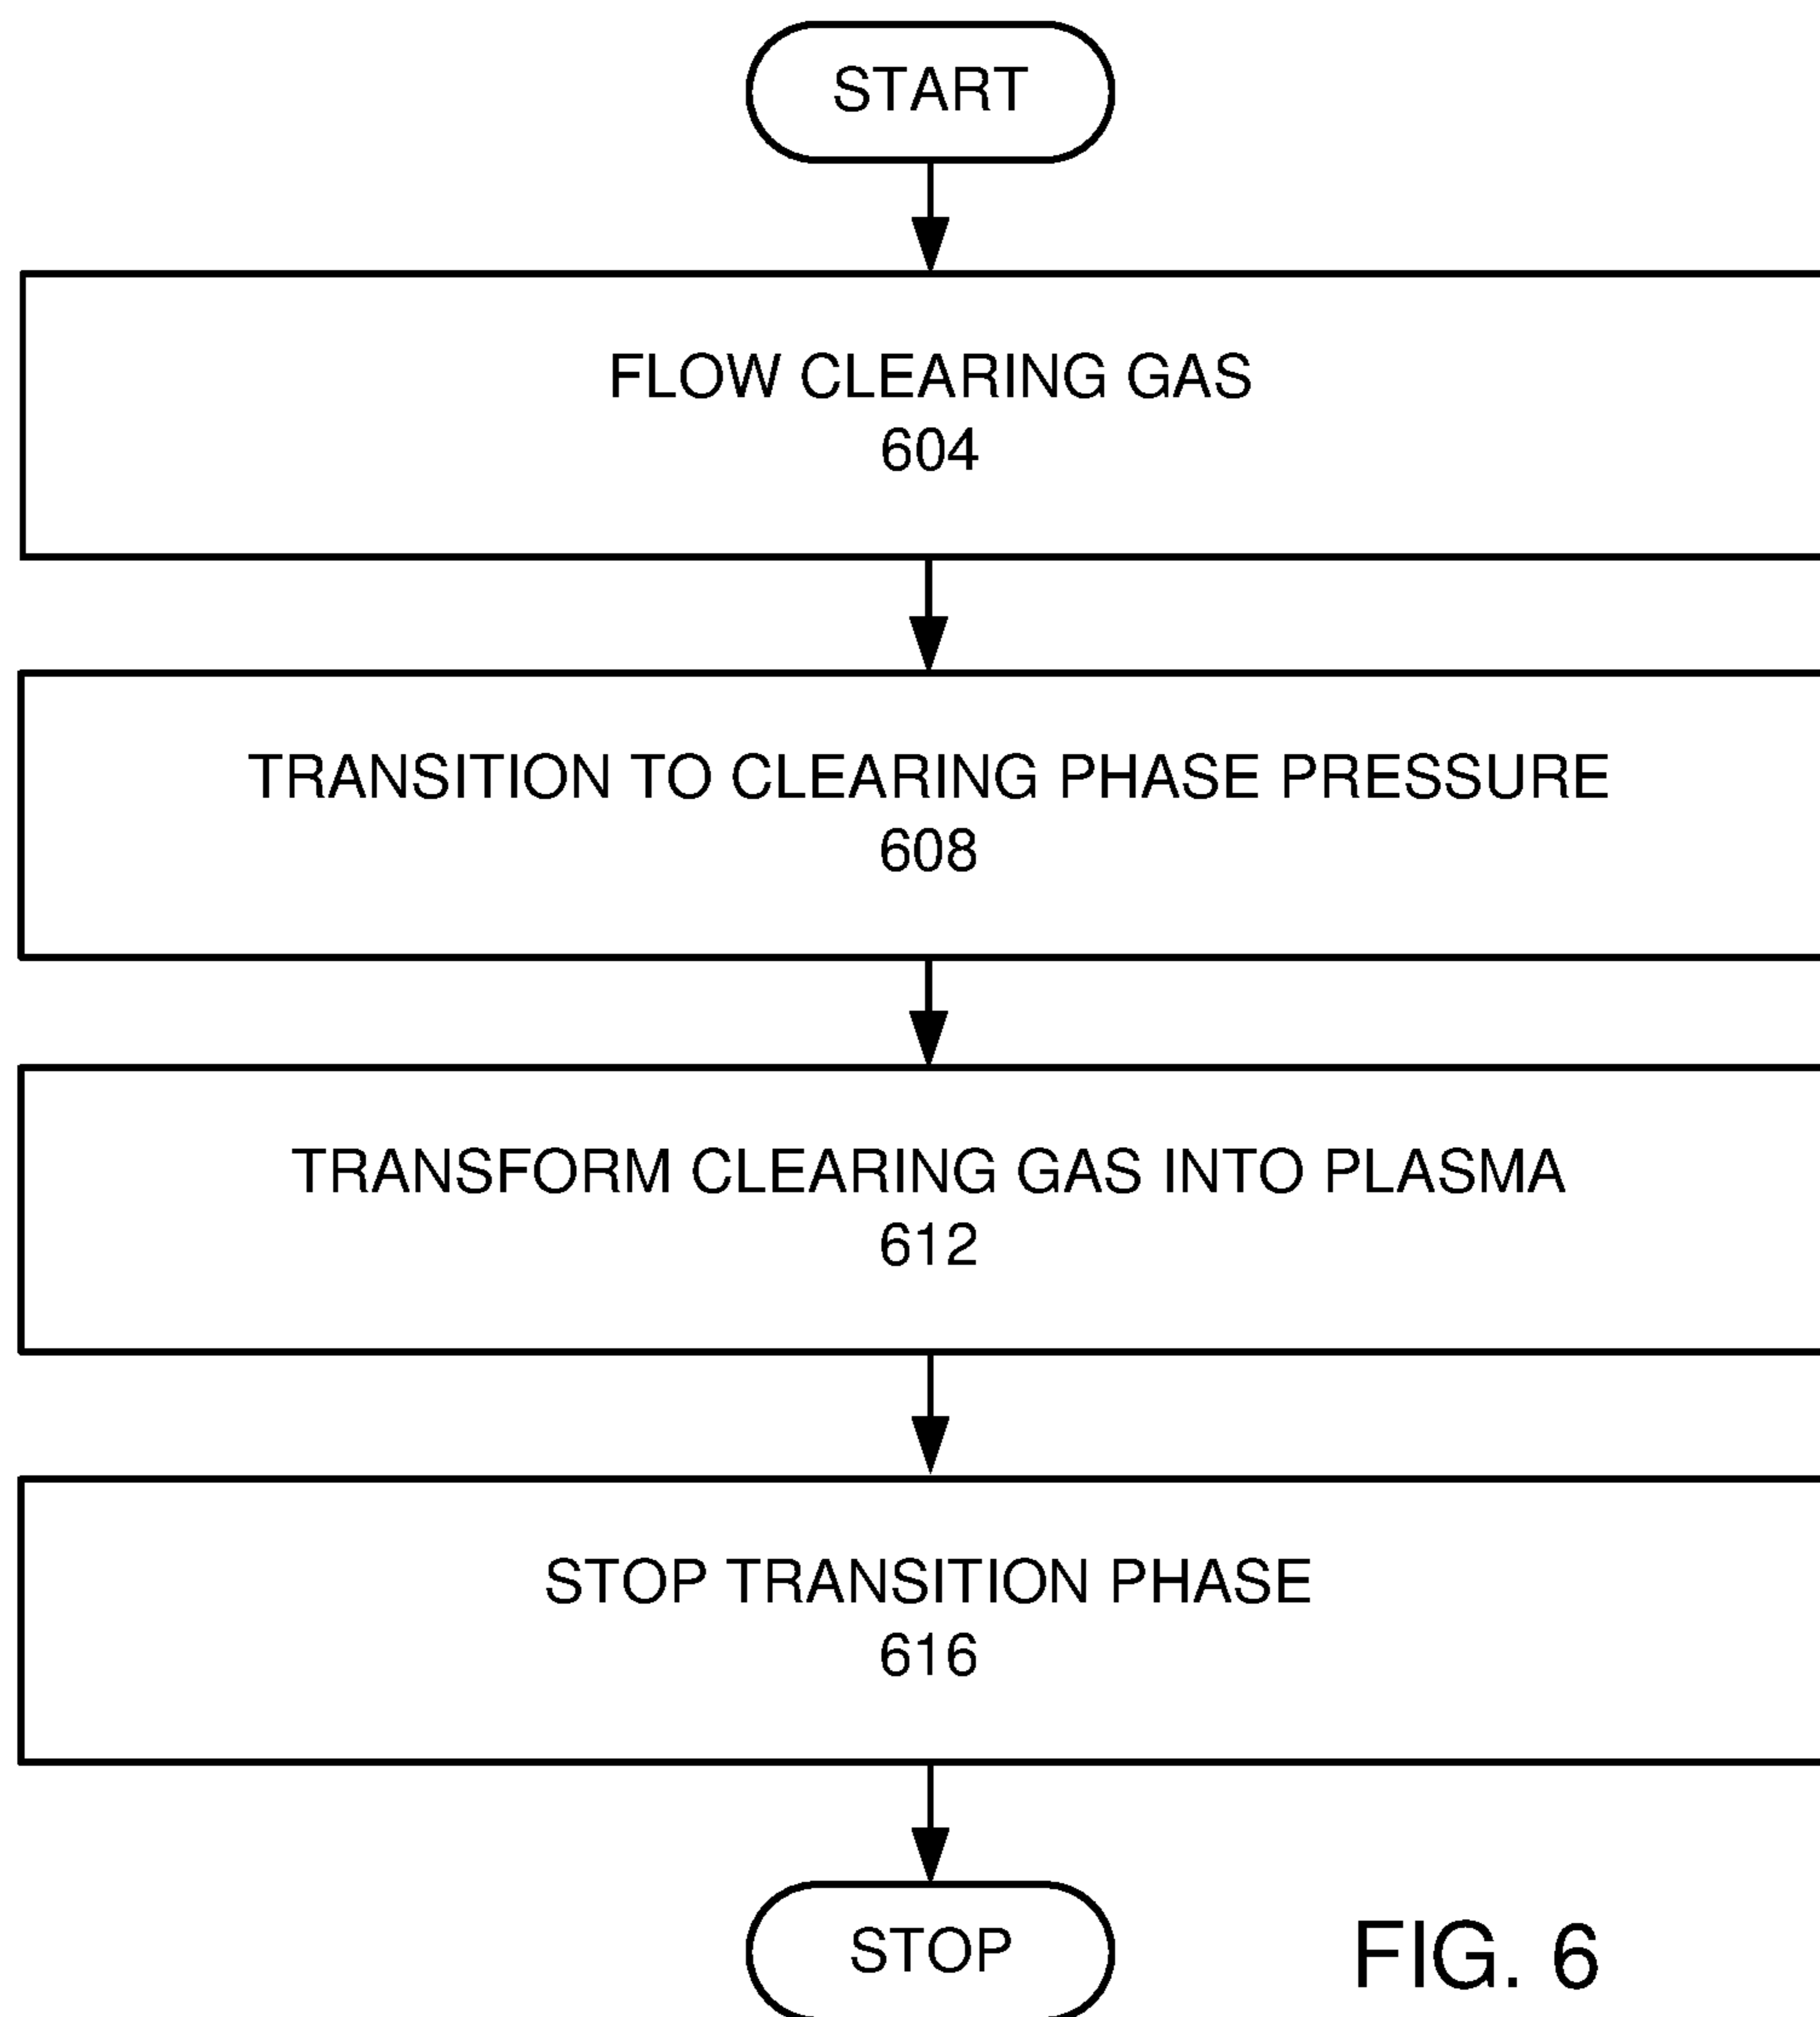 START
FLOW CLEARING GAS
604
TRANSITION TO CLEARING PHASE PRESSURE
608
TRANSFORM CLEARING GAS INTO PLASMA
612
STOP TRANSITION PHASE
616
STOP
FIG. 6